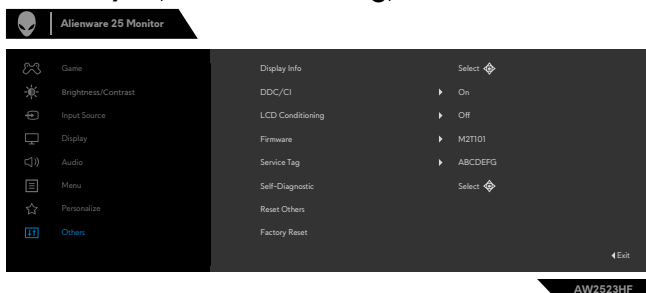 Alienware 25 Monitor
Game
Display Info
Select
Brightness/Contrast
DDC/CI
On
Input Source
LCD Conditioning
Off
Display
Firmware
M2T101
Audio
Service Tag
ABCDEFG
Menu
Self-Diagnostic
Select
Personalize
Reset Others
Others
Factory Reset
Exit
AW2523HF